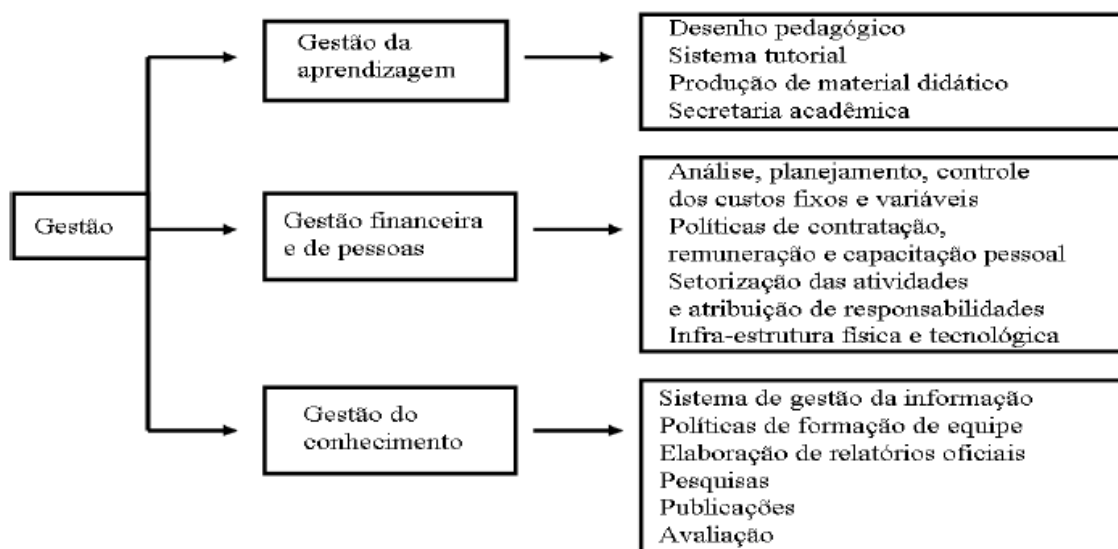 Gestão
Gestão da
aprendizagem
Desenho pedagógico
Sistema tutorial
Produção de material didático
Secretaria acadêmica
Gestão financeira
e de pessoas
Análise, planejamento, controle
dos custos fixos e variáveis
Políticas de contratação,
remuneração e capacitação pessoal
Setorização das atividades
e atribuição de responsabilidades
Infra-estrutura física e tecnológica
Gestão do
conhecimento
Sistema de gestão da informação
Políticas de formação de equipe
Elaboração de relatórios oficiais
Pesquisas
Publicações
Avaliação